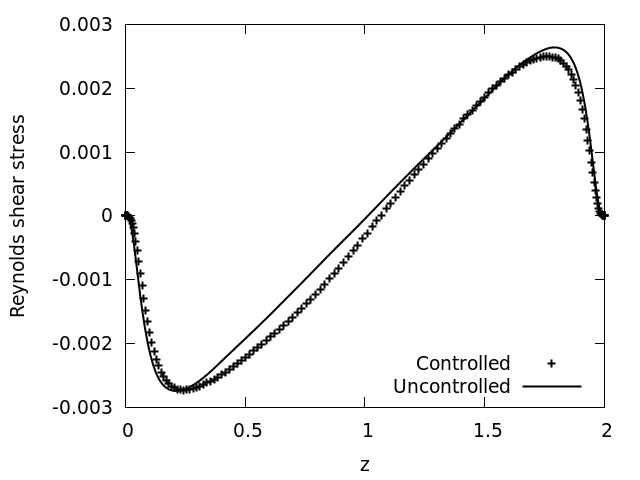 0.003
0.002
0.001
0
-0.001
-0.002
-0.003
Reynolds shear stress
Controlled
Uncontrolled
0 0.5 1 1.5 2
z